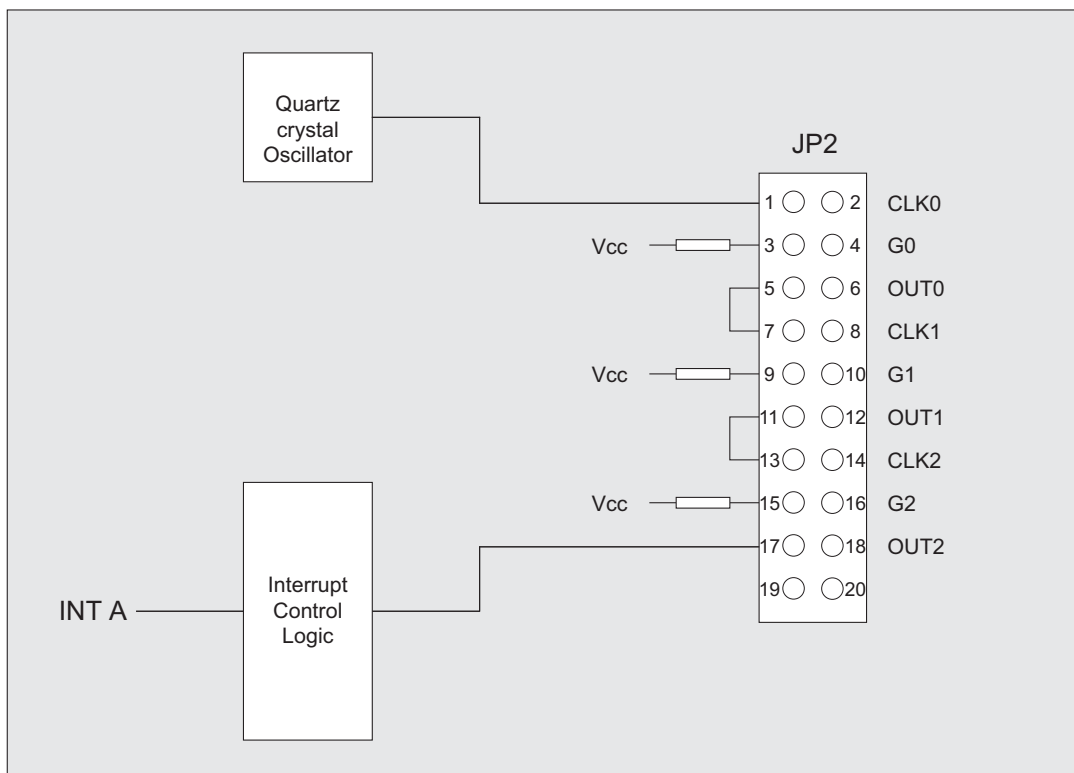 Quartz
crystal
Oscillator
JP2
1 2 CLK0
Vcc 3 4 G0
5 6 OUT0
7 8 CLK1
Vcc 9 10 G1
11 12 OUT1
13 14 CLK2
Vcc 15 16 G2
17 18 OUT2
19 20
INT A
Interrupt
Control
Logic